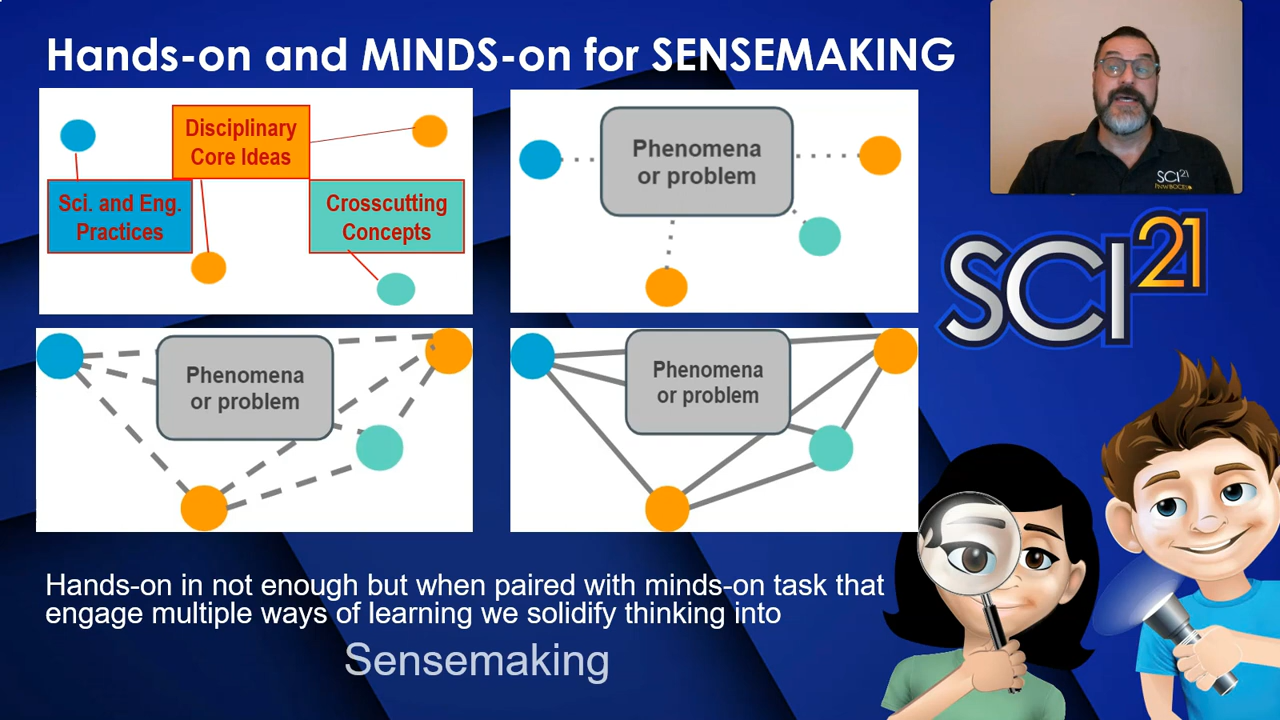 Hands-on and MINDS-on for SENSEMAKING
Disciplinary
Core Ideas
Sci. and Eng.
Practices
Crosscutting
Concepts
Phenomena
or problem
Phenomena
or problem
Phenomena
or problem
SCI21
SCI21
Hands-on in not enough but when paired with minds-on task that
engage multiple ways of learning we solidify thinking into
Sensemaking